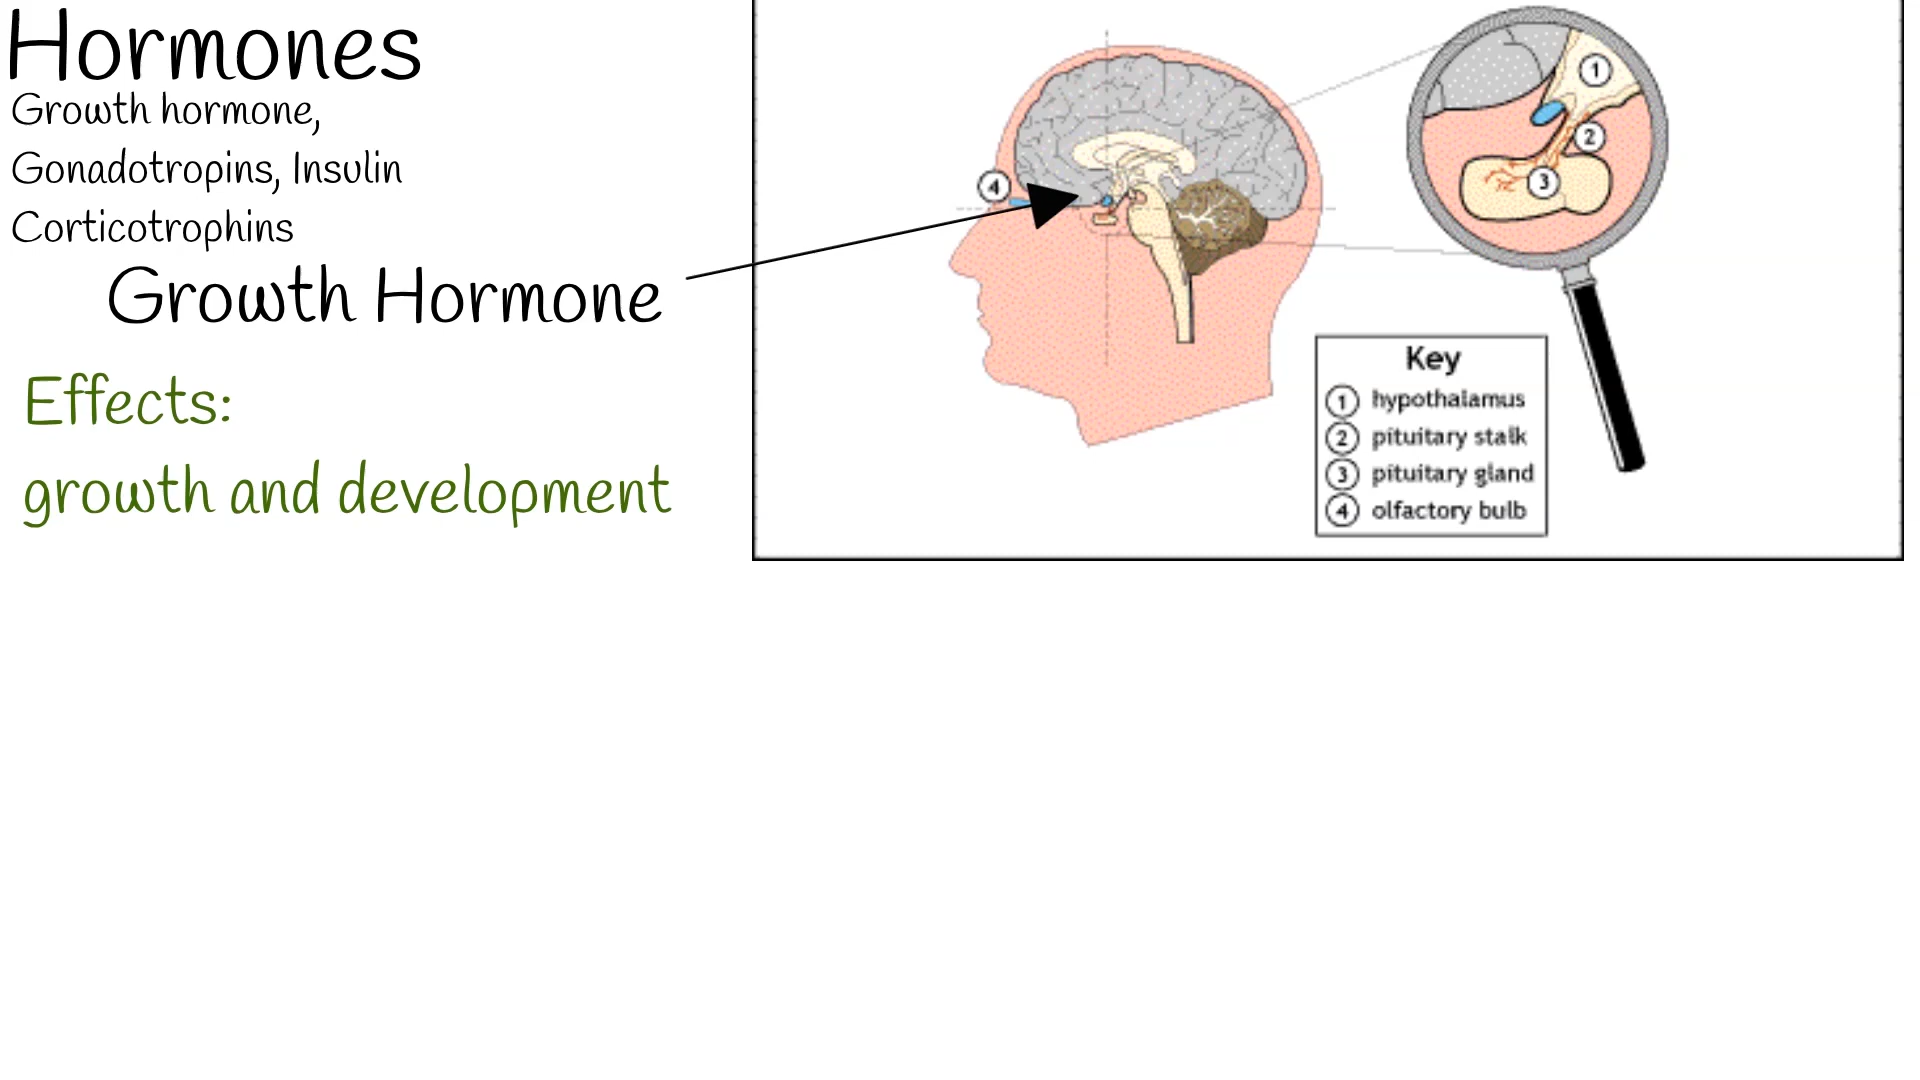 Hormones
Growth hormone,
Gonadotropins, Insulin
Corticotrophins
Growth Hormone
Effects:
growth and development
4
1
2
3
Key
1 hypothalamus
2 pituitary stalk
3 pituitary gland
4 olfactory bulb